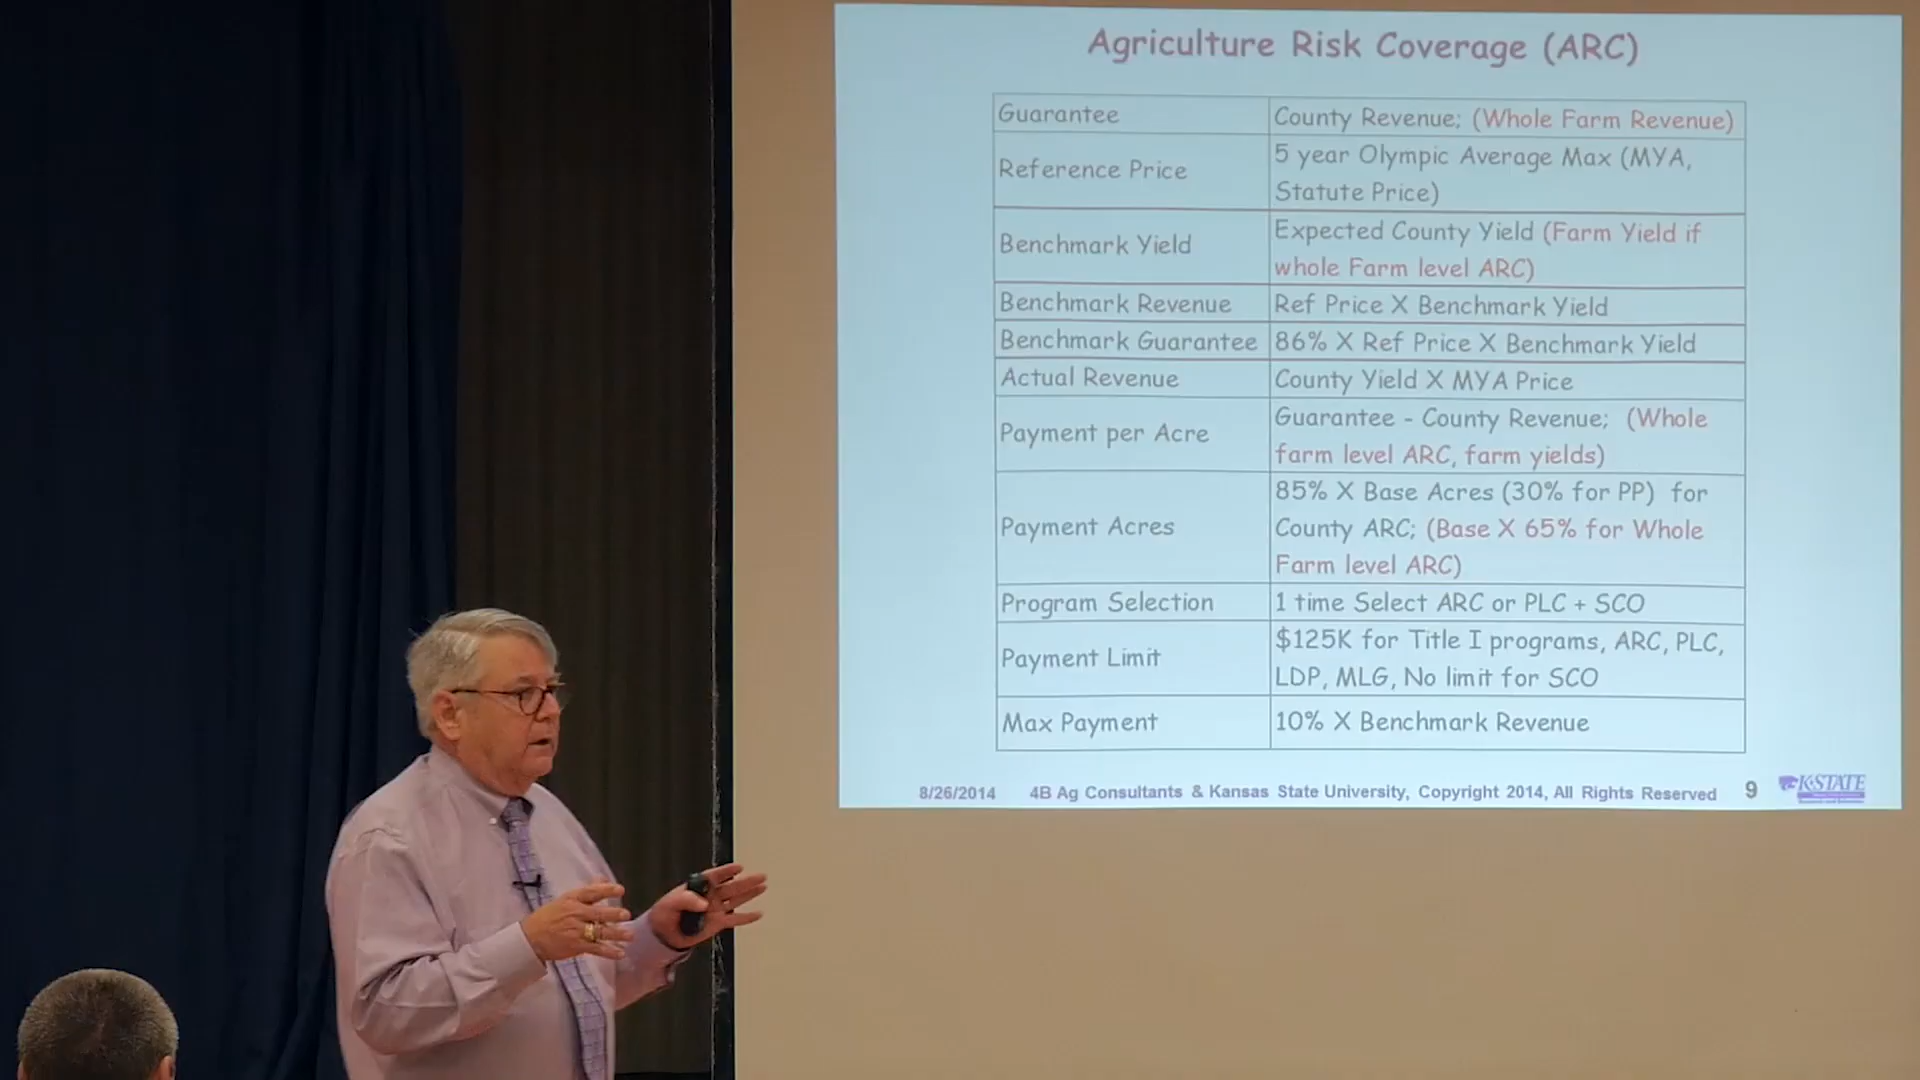 Agriculture Risk Coverage (ARC)
Guarantee
County Revenue; (Whole Farm Revenue)
Reference Price
5 year Olympic Average Max (MYA,
Statute Price)
Benchmark Yield
Expected County Yield (Farm Yield if
whole Farm level ARC)
Benchmark Revenue
Ref Price X Benchmark Yield
Benchmark Guarantee
86% X Ref Price X Benchmark Yield
Actual Revenue
County Yield X MYA Price
Payment per Acre
Guarantee - County Revenue; (Whole
farm level ARC, farm yields)
Payment Acres
85% X Base Acres (30% for PP) for
County ARC; (Base X 65% for Whole
Farm level ARC)
Program Selection
1 time Select ARC or PLC + SCO
Payment Limit
$125K for Title I programs, ARC, PLC,
LDP, MLG, No limit for SCO
Max Payment
10% X Benchmark Revenue
8/26/2014 4B Ag Consultants & Kansas State University, Copyright 2014, All Rights Reserved 9 K-STATE